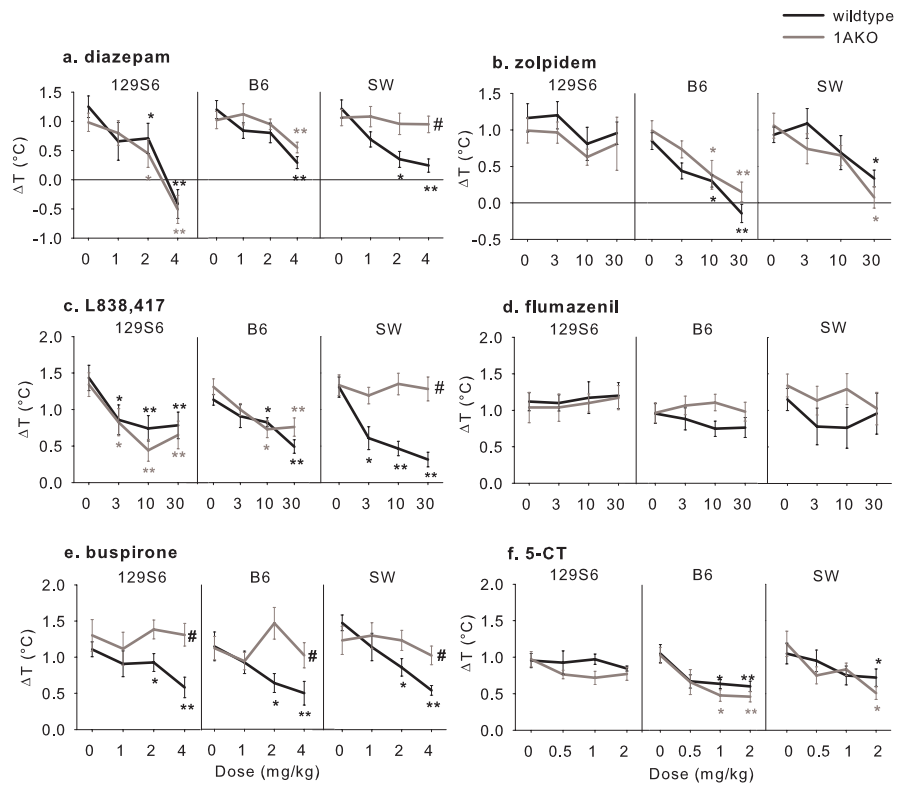 wildtype
1AKO
a. diazepam
129S6 B6 SW
ΔT (°C)
1.5
1.0
0.5
0.0
-0.5
-1.0
* * ** ** ** ** # * **
0 1 2 4 0 1 2 4 0 1 2 4
b. zolpidem
129S6 B6 SW
ΔT (°C)
1.5
1.0
0.5
0.0
-0.5
* * ** ** * *
0 3 10 30 0 3 10 30 0 3 10 30
c. L838,417
129S6 B6 SW
ΔT (°C)
2.0
1.5
1.0
0.5
0.0
* ** ** * ** ** * * ** ** # * ** **
0 3 10 30 0 3 10 30 0 3 10 30
d. flumazenil
129S6 B6 SW
ΔT (°C)
2.0
1.5
1.0
0.5
0.0
0 3 10 30 0 3 10 30 0 3 10 30
e. buspirone
129S6 B6 SW
ΔT (°C)
2.0
1.5
1.0
0.5
0.0
# * ** # * ** # * **
0 1 2 4 0 1 2 4 0 1 2 4
Dose (mg/kg)
f. 5-CT
129S6 B6 SW
ΔT (°C)
2.0
1.5
1.0
0.5
0.0
* ** * ** * *
0 0.5 1 2 0 0.5 1 2 0 0.5 1 2
Dose (mg/kg)